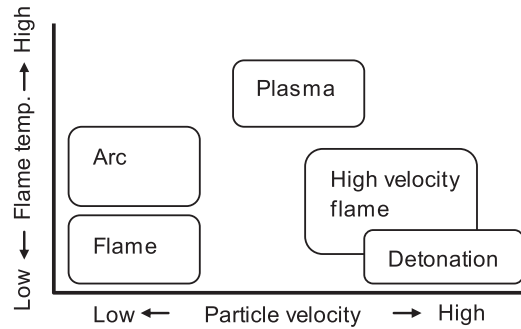 Low ← Flame temp. → High
Plasma
Arc
High velocity
flame
Flame
Detonation
Low ← Particle velocity → High